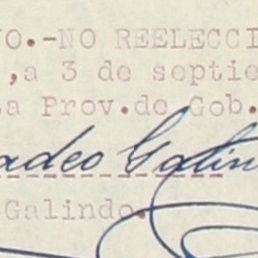 O.-NO REELECCI
,a 3 de septie
a Prov.de Gob.
adeo Galin
Galindo.